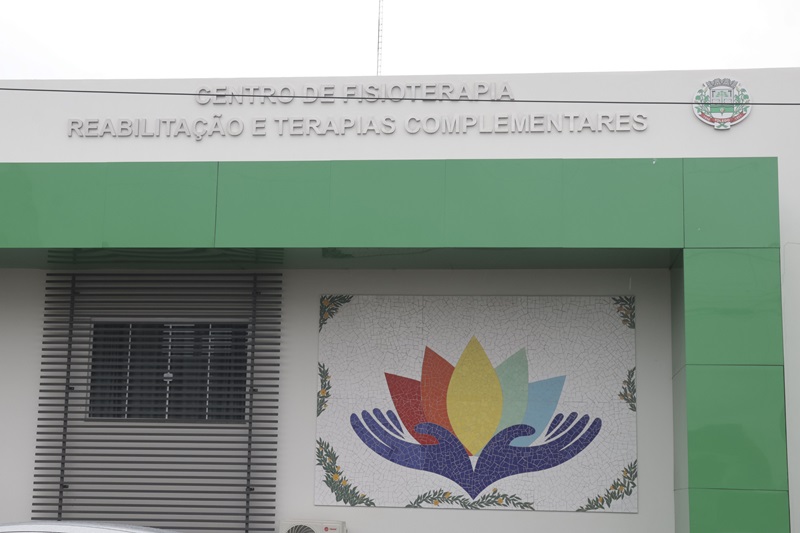 CENTRO DE FISIOTERAPIA
REABILITAÇÃO E TERAPIAS COMPLEMENTARES